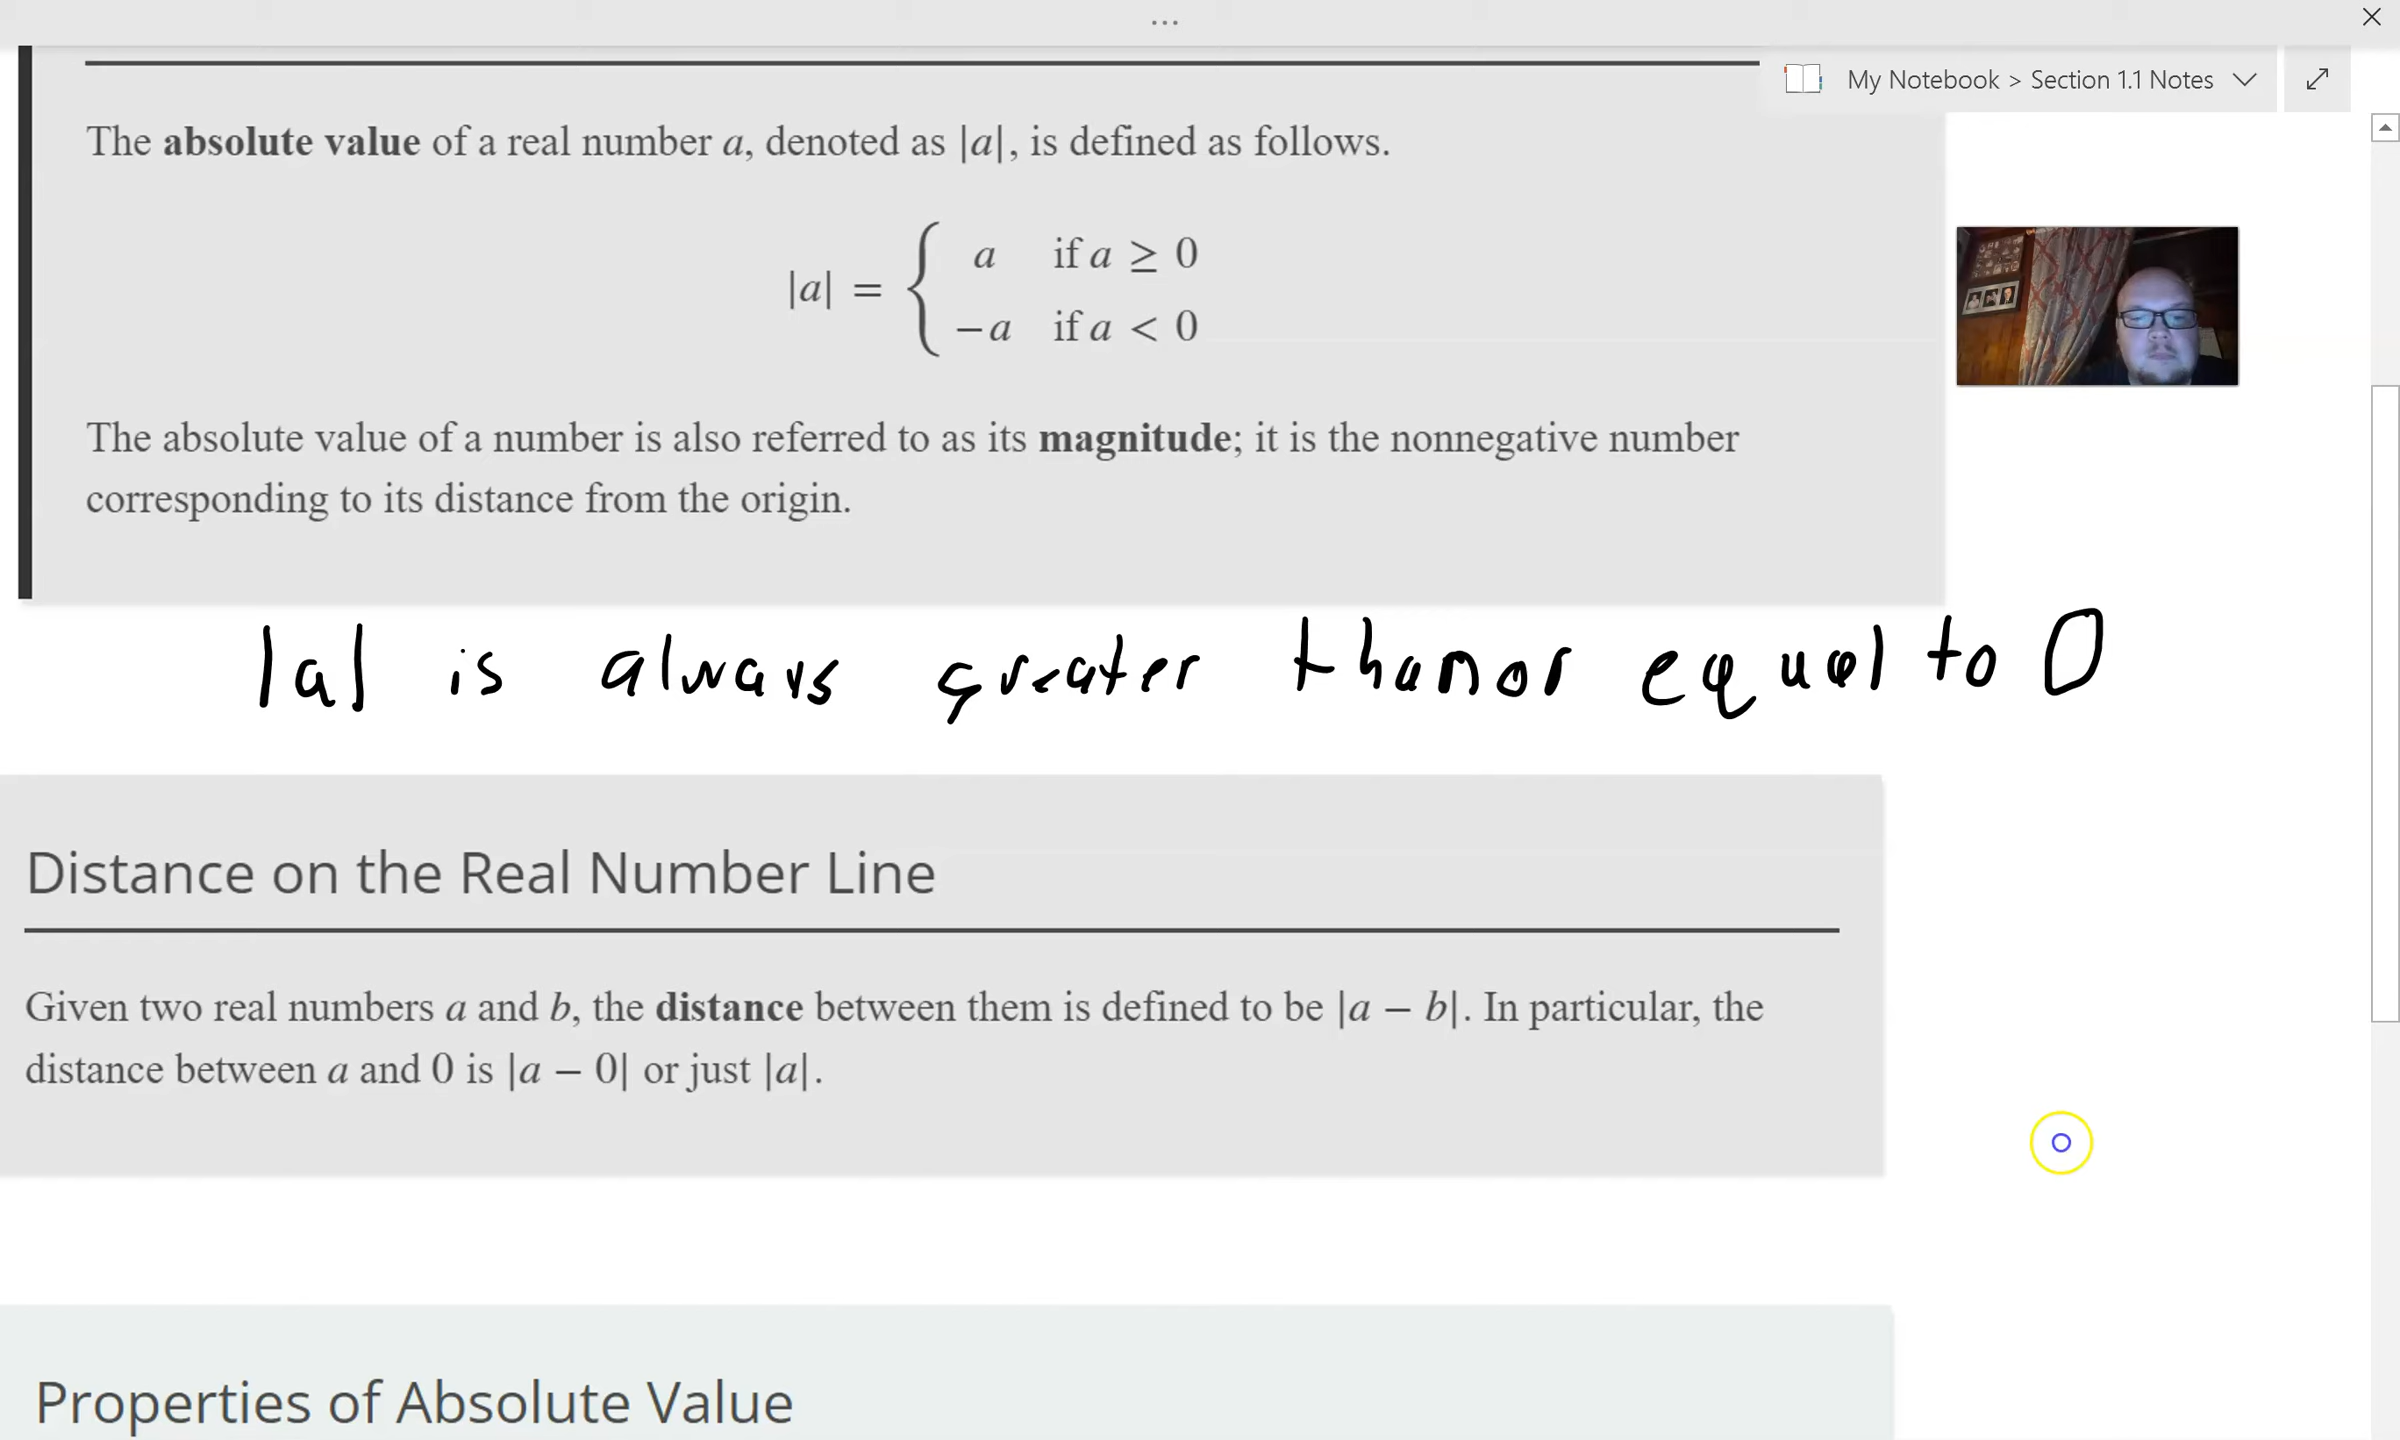 ...
My Notebook > Section 1.1 Notes
The absolute value of a real number a, denoted as |a|, is defined as follows.
|a| = { a if a ≥ 0
−a if a < 0
The absolute value of a number is also referred to as its magnitude; it is the nonnegative number
corresponding to its distance from the origin.
|a| is always greater than or equal to 0
Distance on the Real Number Line
Given two real numbers a and b, the distance between them is defined to be |a − b|. In particular, the
distance between a and 0 is |a − 0| or just |a|.
Properties of Absolute Value